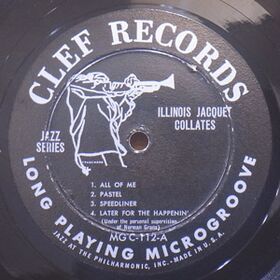 CLEF RECORDS
JAZZ
SERIES
ILLINOIS JACQUET
COLLATES
1. ALL OF ME
2. PASTEL
3. SPEEDLINER
4. LATER FOR THE HAPPENIN'
(Under the personal supervision
of Norman Granz)
MG C-112-A
LONG PLAYING MICROGROOVE
JAZZ AT THE PHILHARMONIC, INC.-MADE IN U.S.A.